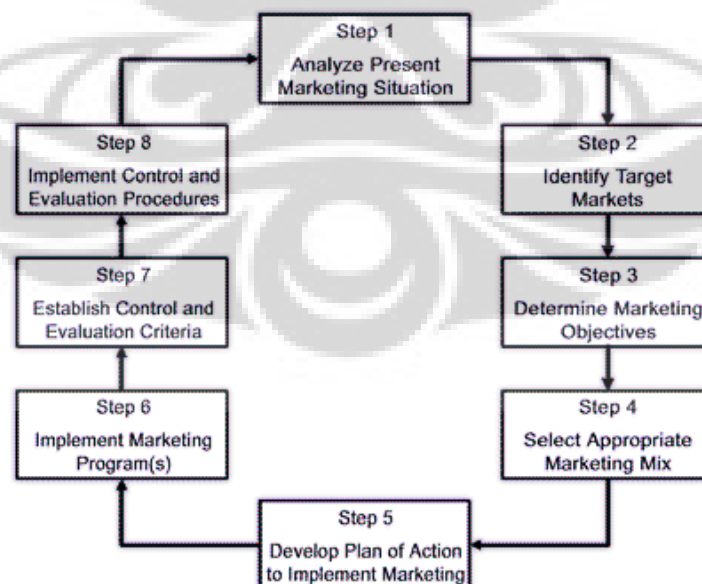 Step 1
Analyze Present
Marketing Situation
Step 2
Identify Target
Markets
Step 3
Determine Marketing
Objectives
Step 4
Select Appropriate
Marketing Mix
Step 5
Develop Plan of Action
to Implement Marketing
Step 6
Implement Marketing
Program(s)
Step 7
Establish Control and
Evaluation Criteria
Step 8
Implement Control and
Evaluation Procedures